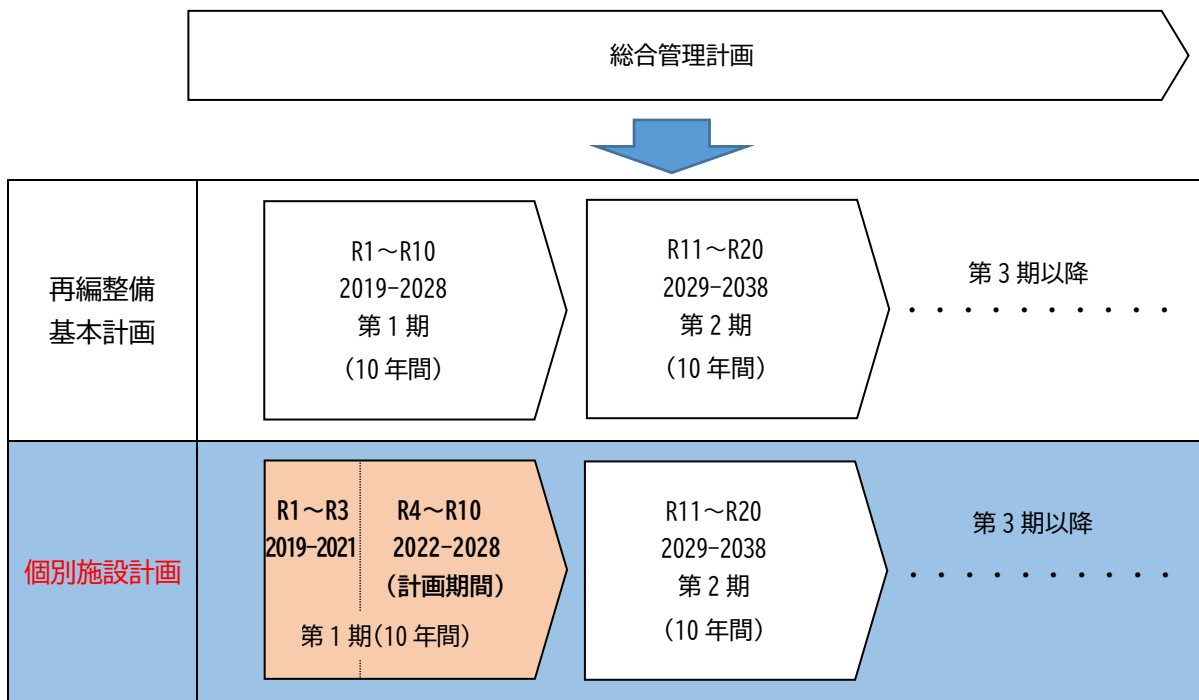 総合管理計画
再編整備
基本計画
R1～R10
2019-2028
第1期
(10年間)
R11～R20
2029-2038
第2期
(10年間)
第3期以降
・・・・・・・・・・
個別施設計画
R1～R3
2019-2021
R4～R10
2022-2028
(計画期間)
第1期(10年間)
R11～R20
2029-2038
第2期
(10年間)
第3期以降
・・・・・・・・・・